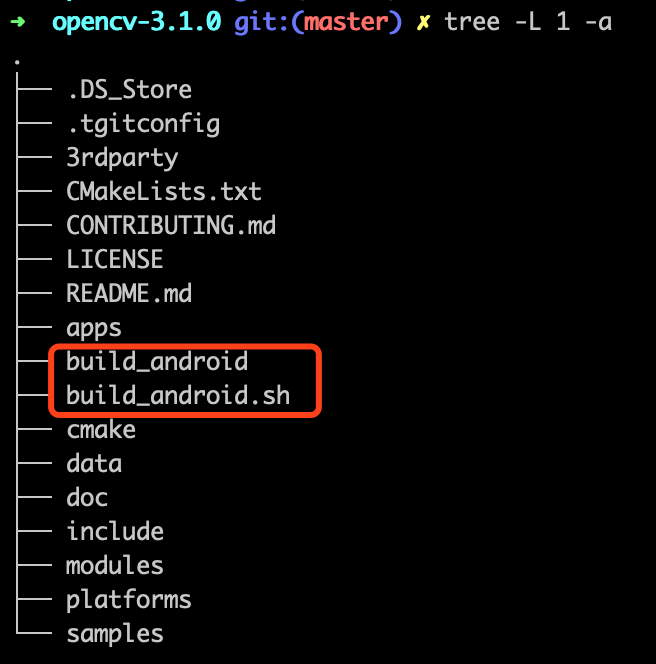 ➜ opencv-3.1.0 git:(master) ✗ tree -L 1 -a
.
├── .DS_Store
├── .tgitconfig
├── 3rdparty
├── CMakeLists.txt
├── CONTRIBUTING.md
├── LICENSE
├── README.md
├── apps
├── build_android
├── build_android.sh
├── cmake
├── data
├── doc
├── include
├── modules
├── platforms
└── samples